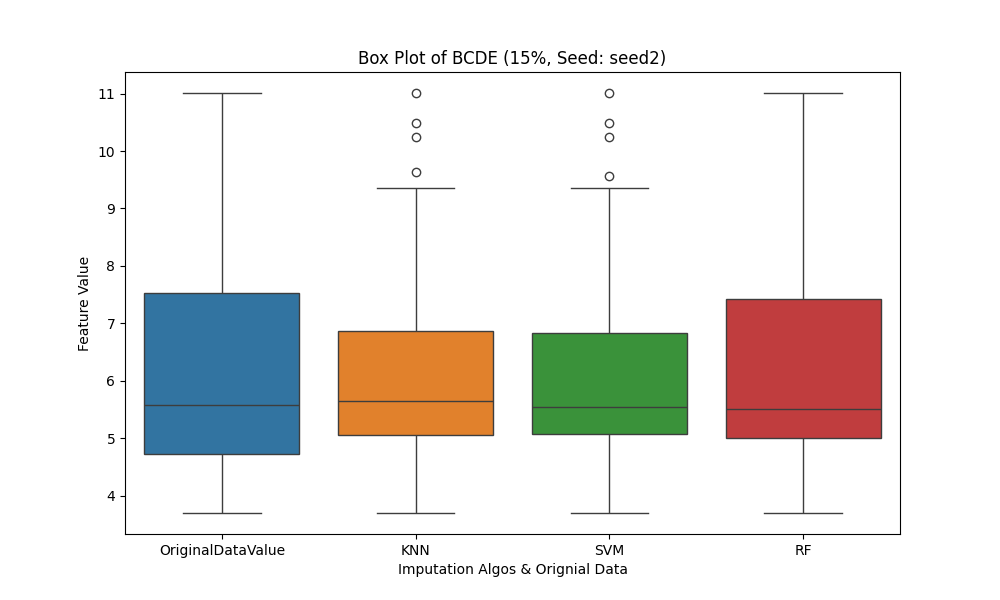 Box Plot of BCDE (15%, Seed: seed2)
11
10
9
8
7
6
5
4
Feature Value
OriginalDataValue
KNN
SVM
RF
Imputation Algos & Orignial Data